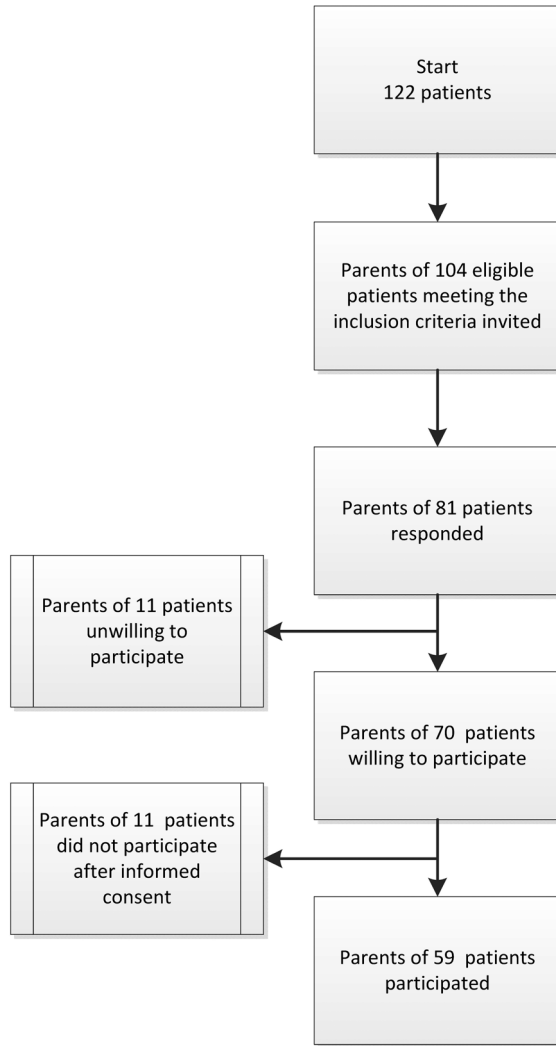 Start
122 patients
Parents of 104 eligible
patients meeting the
inclusion criteria invited
Parents of 81 patients
responded
Parents of 11 patients
unwilling to
participate
Parents of 70 patients
willing to participate
Parents of 11 patients
did not participate
after informed
consent
Parents of 59 patients
participated